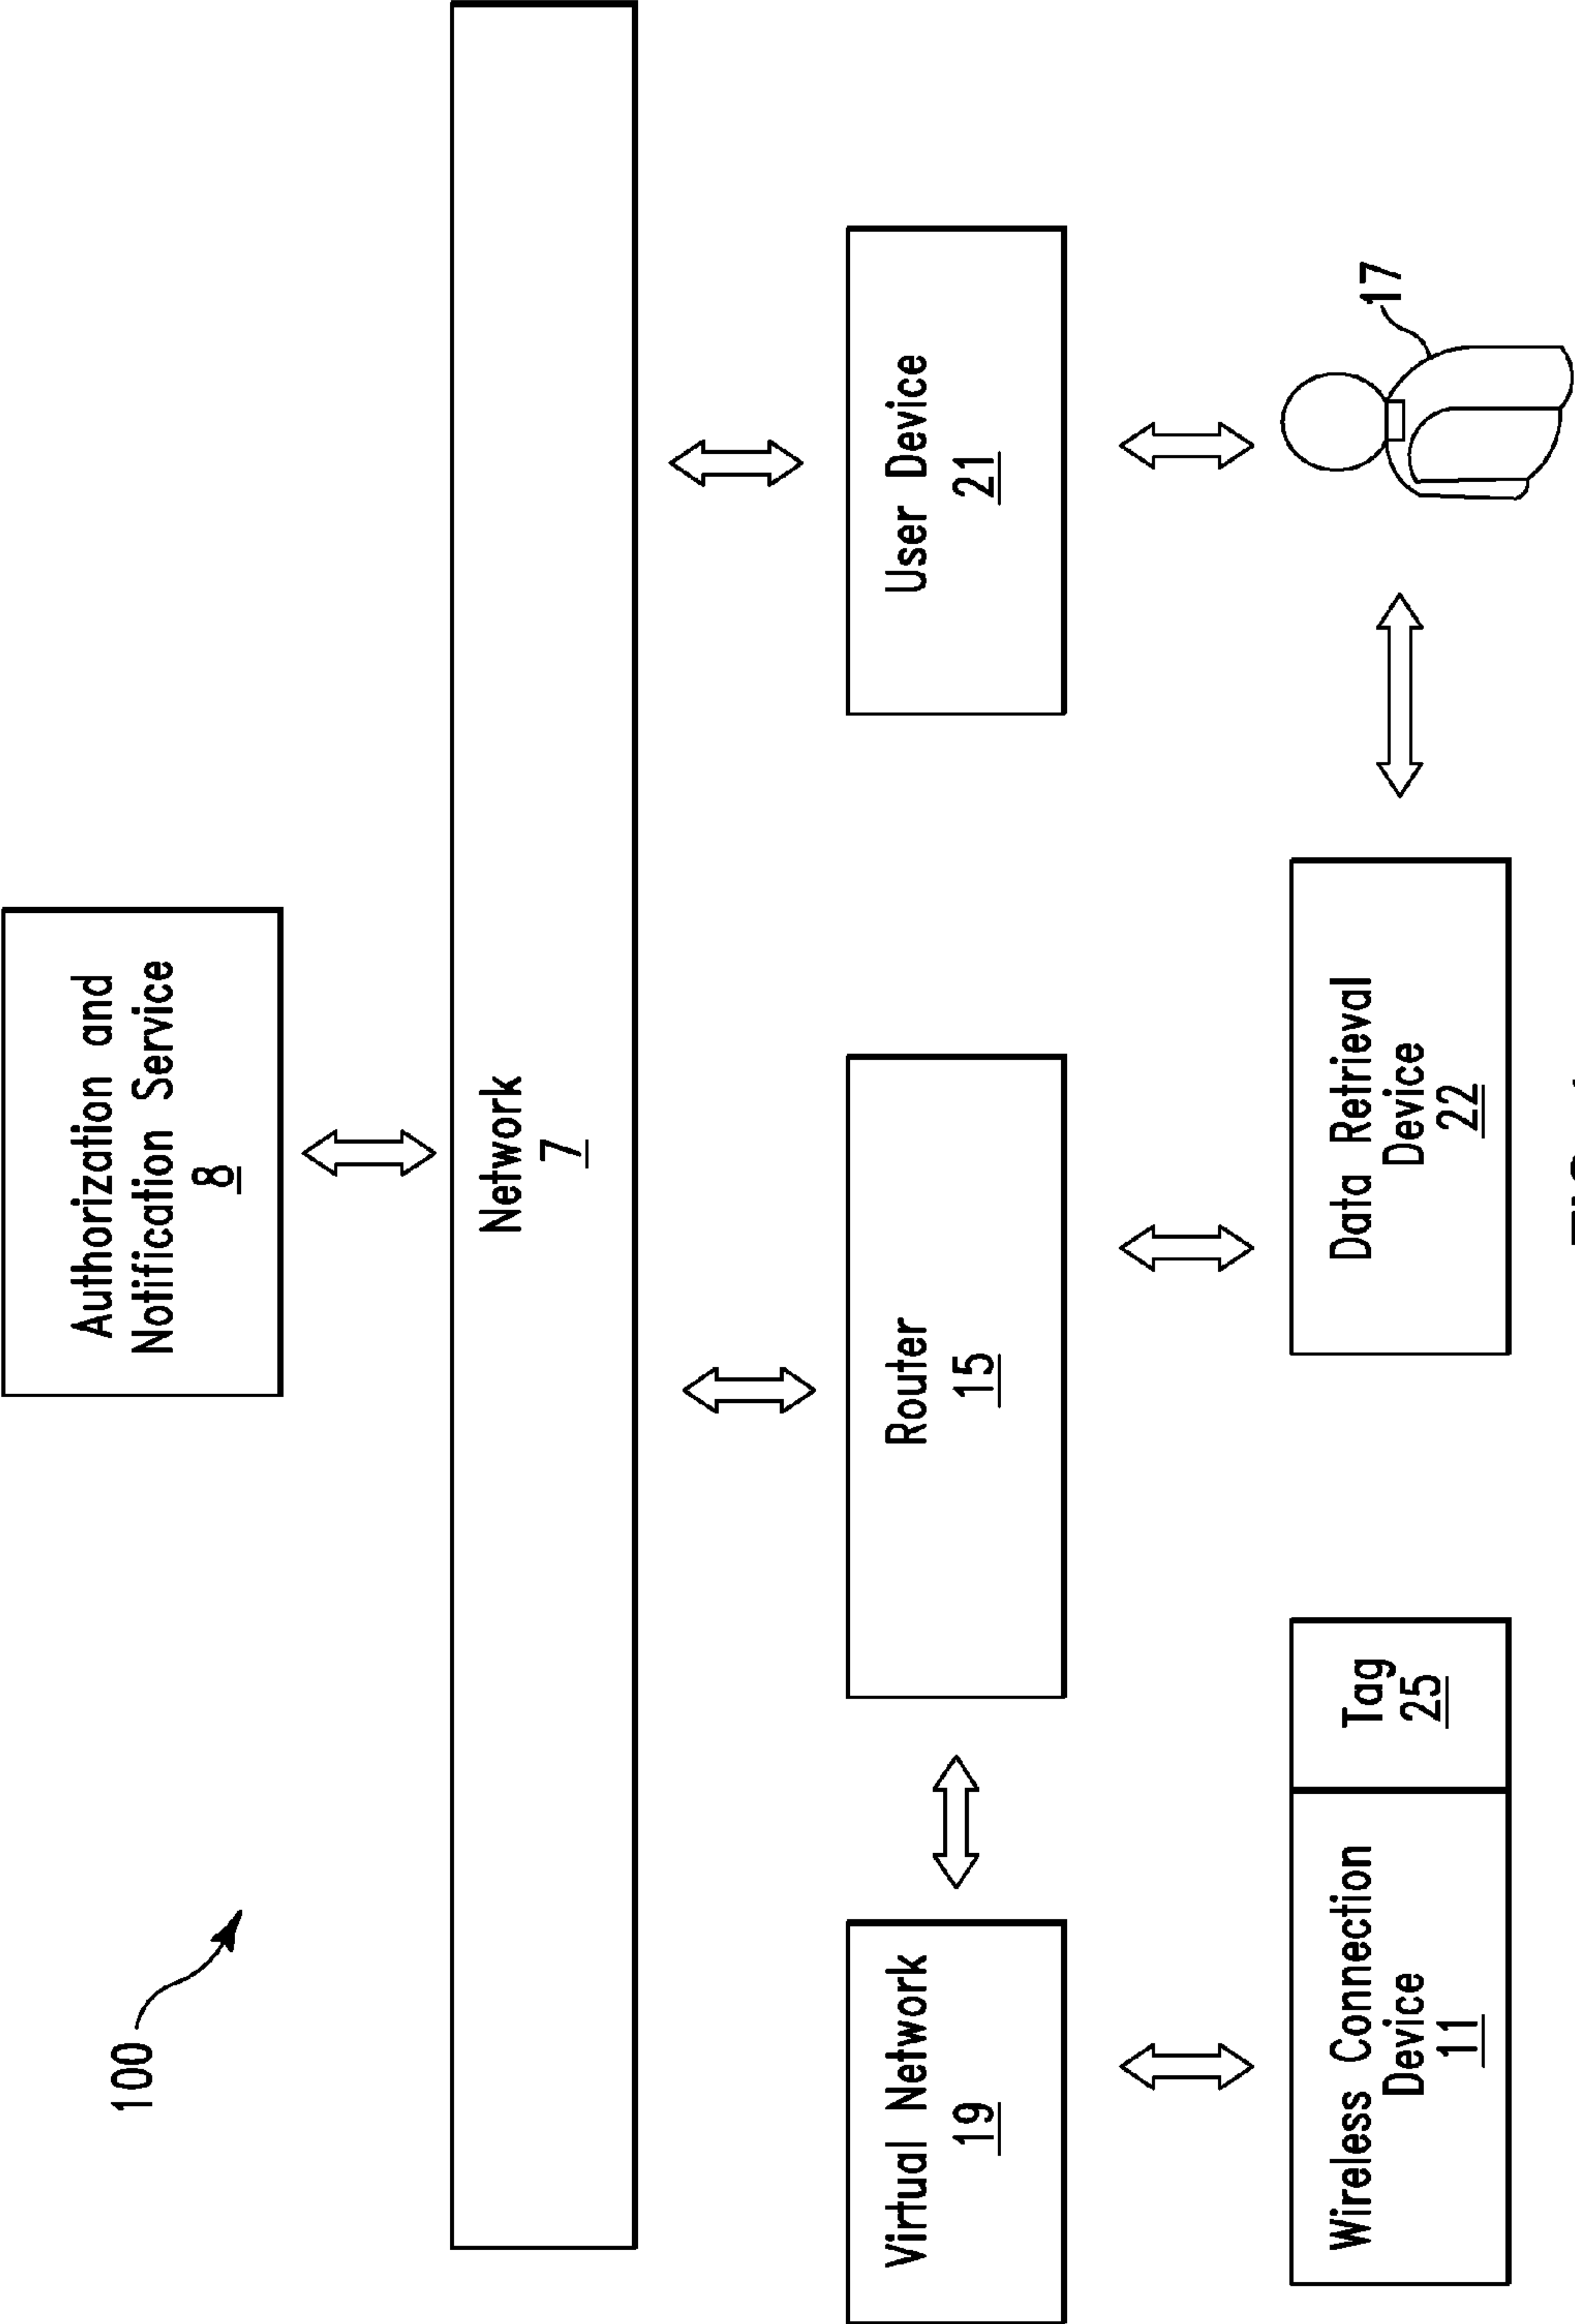 100
Authorization and
Notification Service
8
Network
7
Virtual Network
19
Router
15
User Device
21
Wireless Connection
Device
11
Tag
25
Data Retrieval
Device
22
17